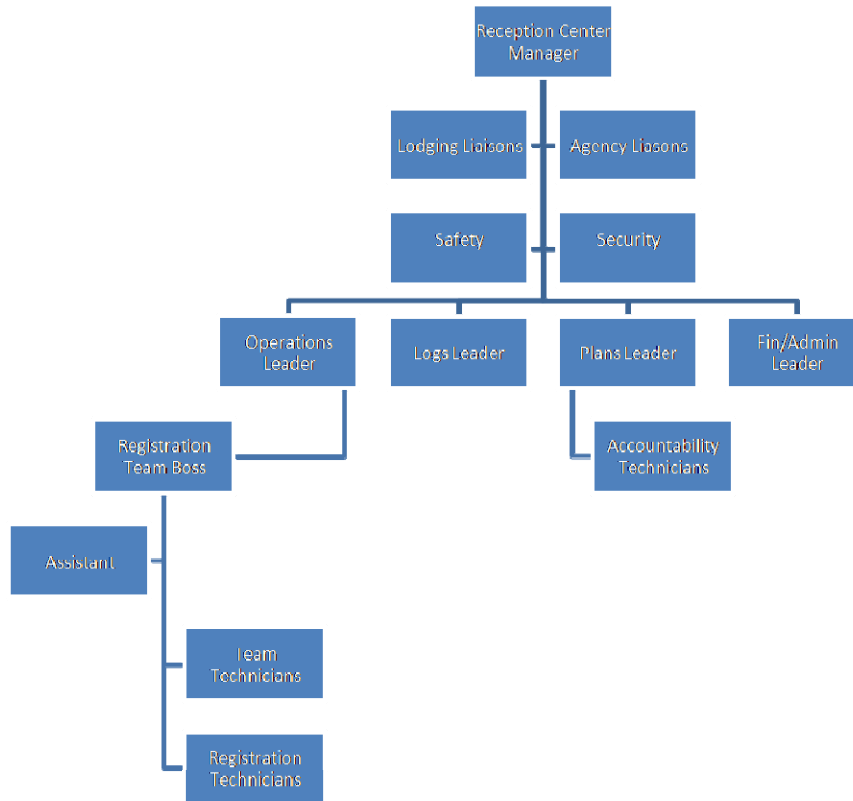 Reception Center
Manager
Lodging Liaisons
Agency Liasons
Safety
Security
Operations
Leader
Logs Leader
Plans Leader
Fin/Admin
Leader
Registration
Team Boss
Accountability
Technicians
Assistant
Team
Technicians
Registration
Technicians